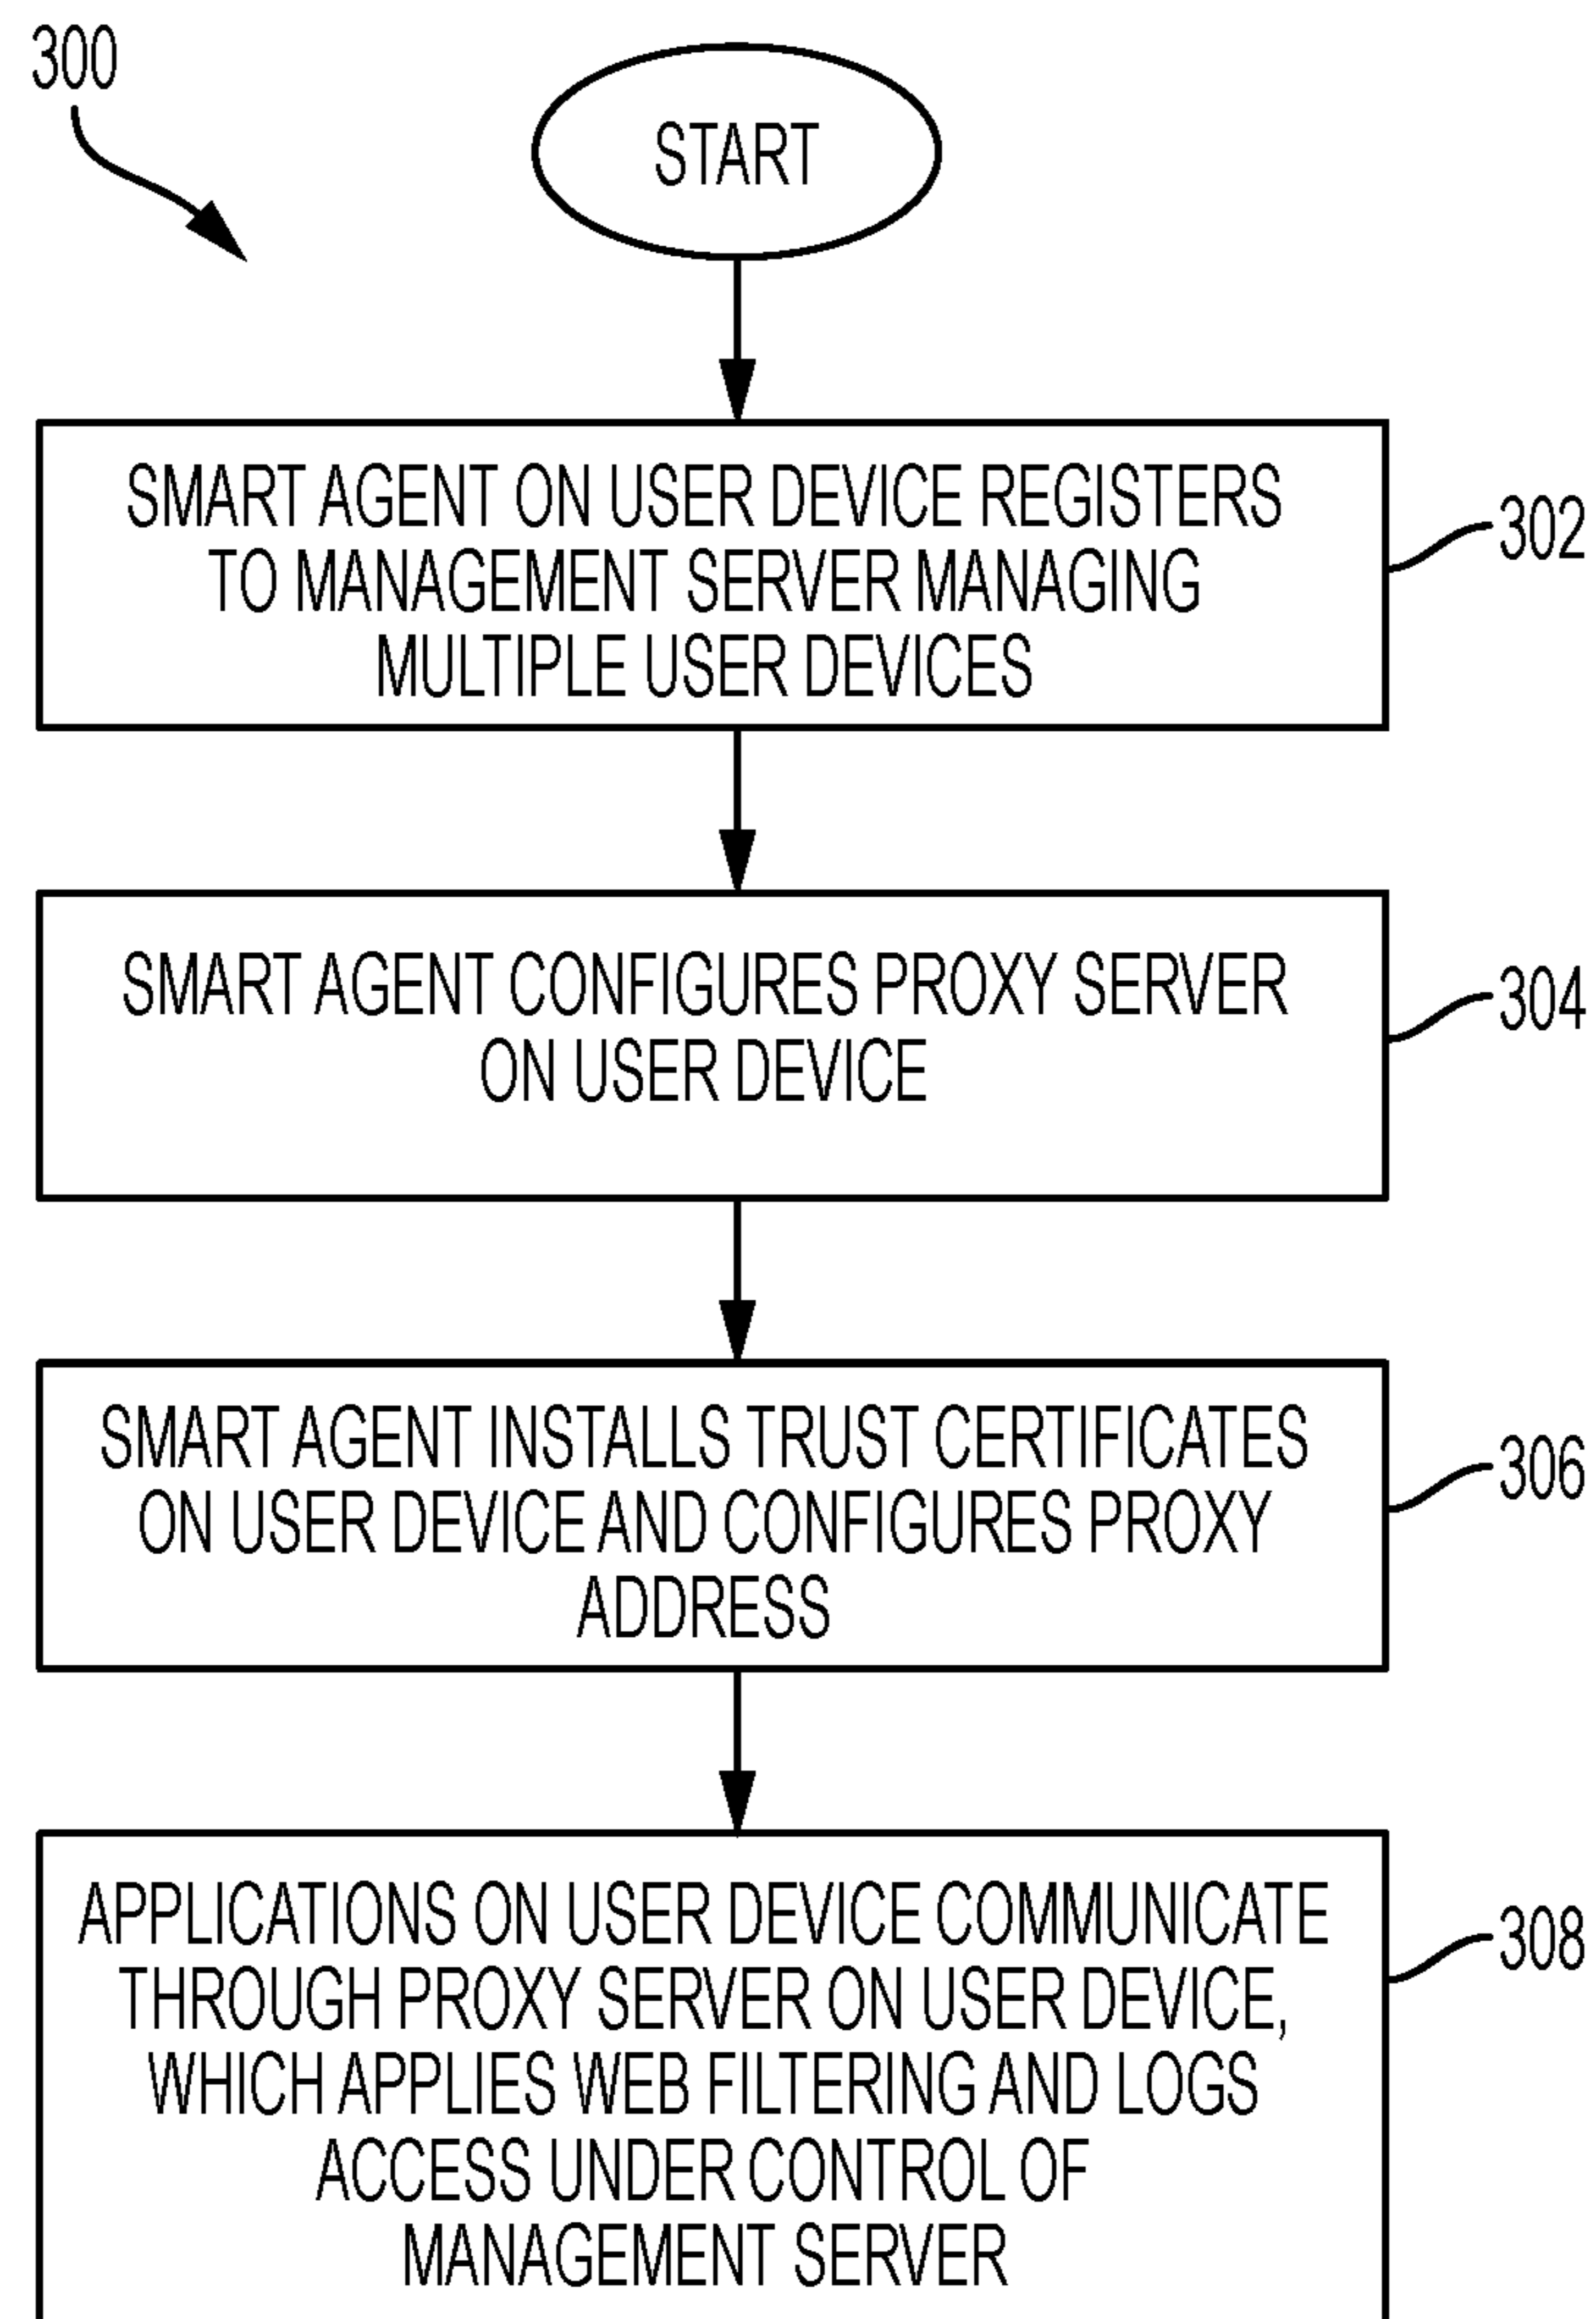 300
START
SMART AGENT ON USER DEVICE REGISTERS
TO MANAGEMENT SERVER MANAGING
MULTIPLE USER DEVICES
302
SMART AGENT CONFIGURES PROXY SERVER
ON USER DEVICE
304
SMART AGENT INSTALLS TRUST CERTIFICATES
ON USER DEVICE AND CONFIGURES PROXY
ADDRESS
306
APPLICATIONS ON USER DEVICE COMMUNICATE
THROUGH PROXY SERVER ON USER DEVICE,
WHICH APPLIES WEB FILTERING AND LOGS
ACCESS UNDER CONTROL OF
MANAGEMENT SERVER
308